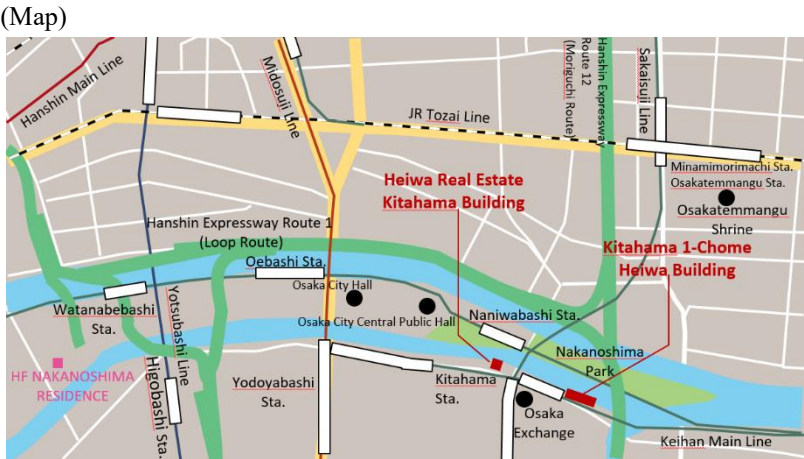 (Map)
Hanshin Main Line
Midosuji Line
JR Tozai Line
Hanshin Expressway
Route 12
(Moriguchi Route)
Sakaisuji Line
Minamimorimachi Sta.
Osakatemmangu Sta.
Osakatemmangu
Shrine
Heiwa Real Estate
Kitahama Building
Kitahama 1-Chome
Heiwa Building
Hanshin Expressway Route 1
(Loop Route)
Oebashi Sta.
Osaka City Hall
Osaka City Central Public Hall
Naniwabashi Sta.
Nakanoshima
Park
Watanabebashi
Sta.
Yotsubashi Line
Higobashi Sta.
HF NAKANOSHIMA
RESIDENCE
Yodoyabashi
Sta.
Kitahama
Sta.
Osaka
Exchange
Keihan Main Line